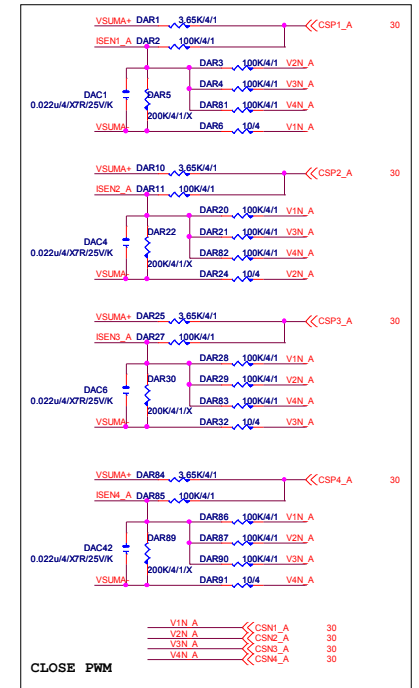 VSUMA+ DAR1 3.65K/4/1 CSP1_A 30
ISEN1_A DAR2 100K/4/1
DAR3 100K/4/1 V2N_A
DAC1 DAR5 DAR4 100K/4/1 V3N_A
0.022u/4/X7R/25V/K 200K/4/1/X DAR81 100K/4/1 V4N_A
VSUMA- DAR6 10/4 V1N_A
VSUMA+ DAR10 3.65K/4/1 CSP2_A 30
ISEN2_A DAR11 100K/4/1
DAR20 100K/4/1 V1N_A
DAC4 DAR22 DAR21 100K/4/1 V3N_A
0.022u/4/X7R/25V/K 200K/4/1/X DAR82 100K/4/1 V4N_A
VSUMA- DAR24 10/4 V2N_A
VSUMA+ DAR25 3.65K/4/1 CSP3_A 30
ISEN3_A DAR27 100K/4/1
DAR28 100K/4/1 V1N_A
DAC6 DAR30 DAR29 100K/4/1 V2N_A
0.022u/4/X7R/25V/K 200K/4/1/X DAR83 100K/4/1 V4N_A
VSUMA- DAR32 10/4 V3N_A
VSUMA+ DAR84 3.65K/4/1 CSP4_A 30
ISEN4_A DAR85 100K/4/1
DAR86 100K/4/1 V1N_A
DAC42 DAR89 DAR87 100K/4/1 V2N_A
0.022u/4/X7R/25V/K 200K/4/1/X DAR90 100K/4/1 V3N_A
VSUMA- DAR91 10/4 V4N_A
V1N_A CSN1_A 30
V2N_A CSN2_A 30
V3N_A CSN3_A 30
V4N_A CSN4_A 30
CLOSE PWM